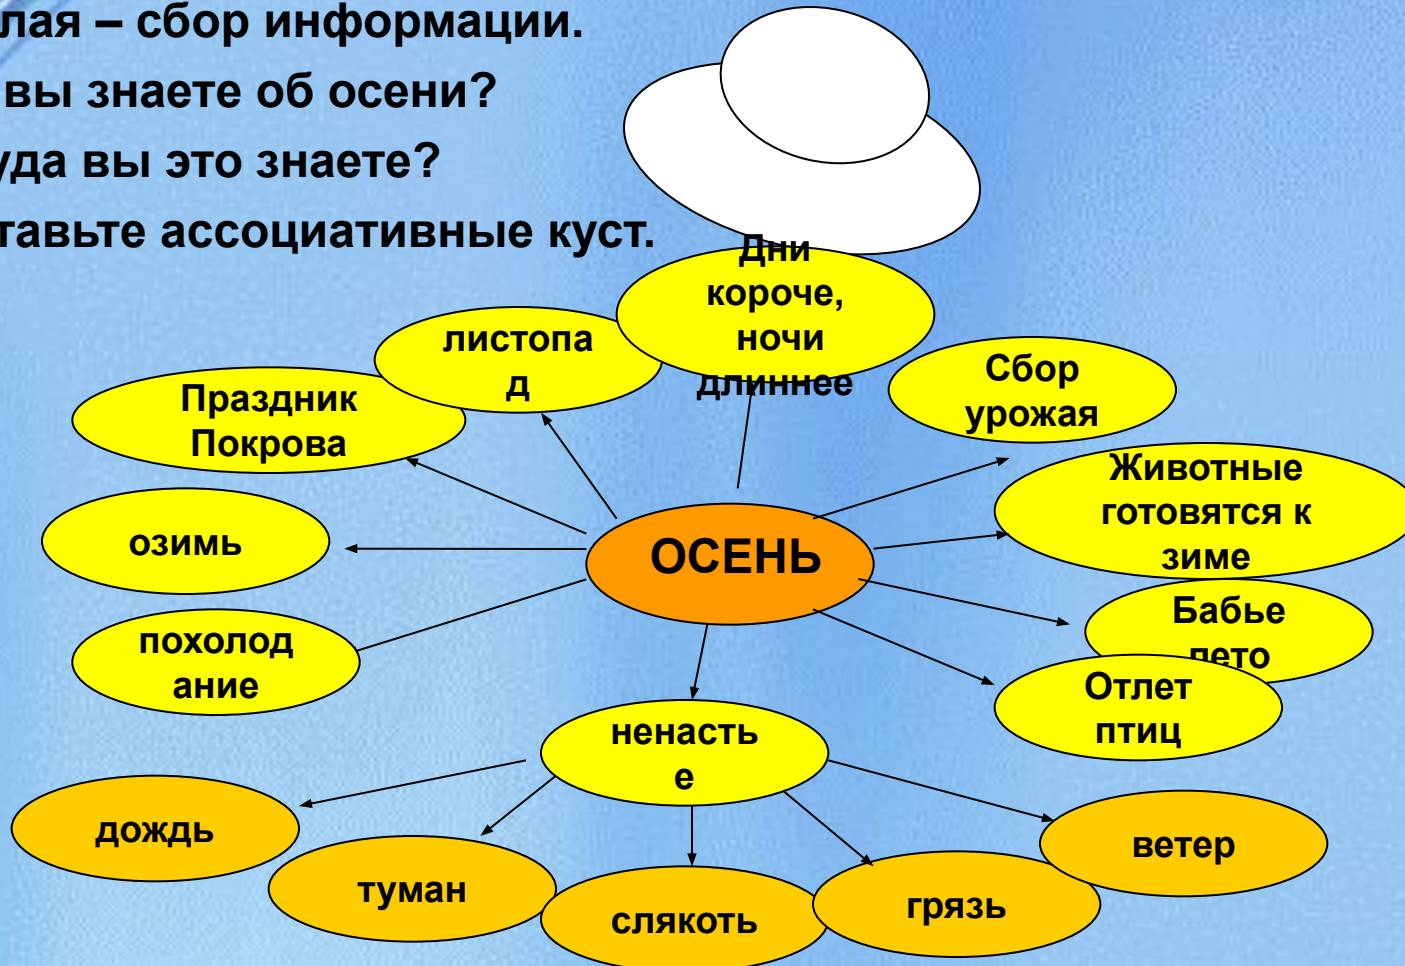 лая – сбор информации.
вы знаете об осени?
уда вы это знаете?
тавьте ассоциативные куст.
Дни
короче,
ночи
длиннее
листопа
д
Сбор
урожая
Праздник
Покрова
Животные
готовятся к
зиме
озимь
ОСЕНЬ
Бабье
лето
похолод
ание
Отлет
птиц
ненасть
е
дождь
ветер
туман
грязь
слякоть